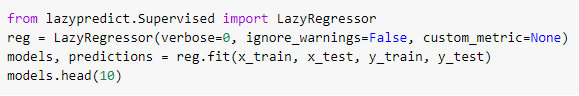 from lazypredict.Supervised import LazyRegressor
reg = LazyRegressor(verbose=0, ignore_warnings=False, custom_metric=None)
models, predictions = reg.fit(x_train, x_test, y_train, y_test)
models.head(10)